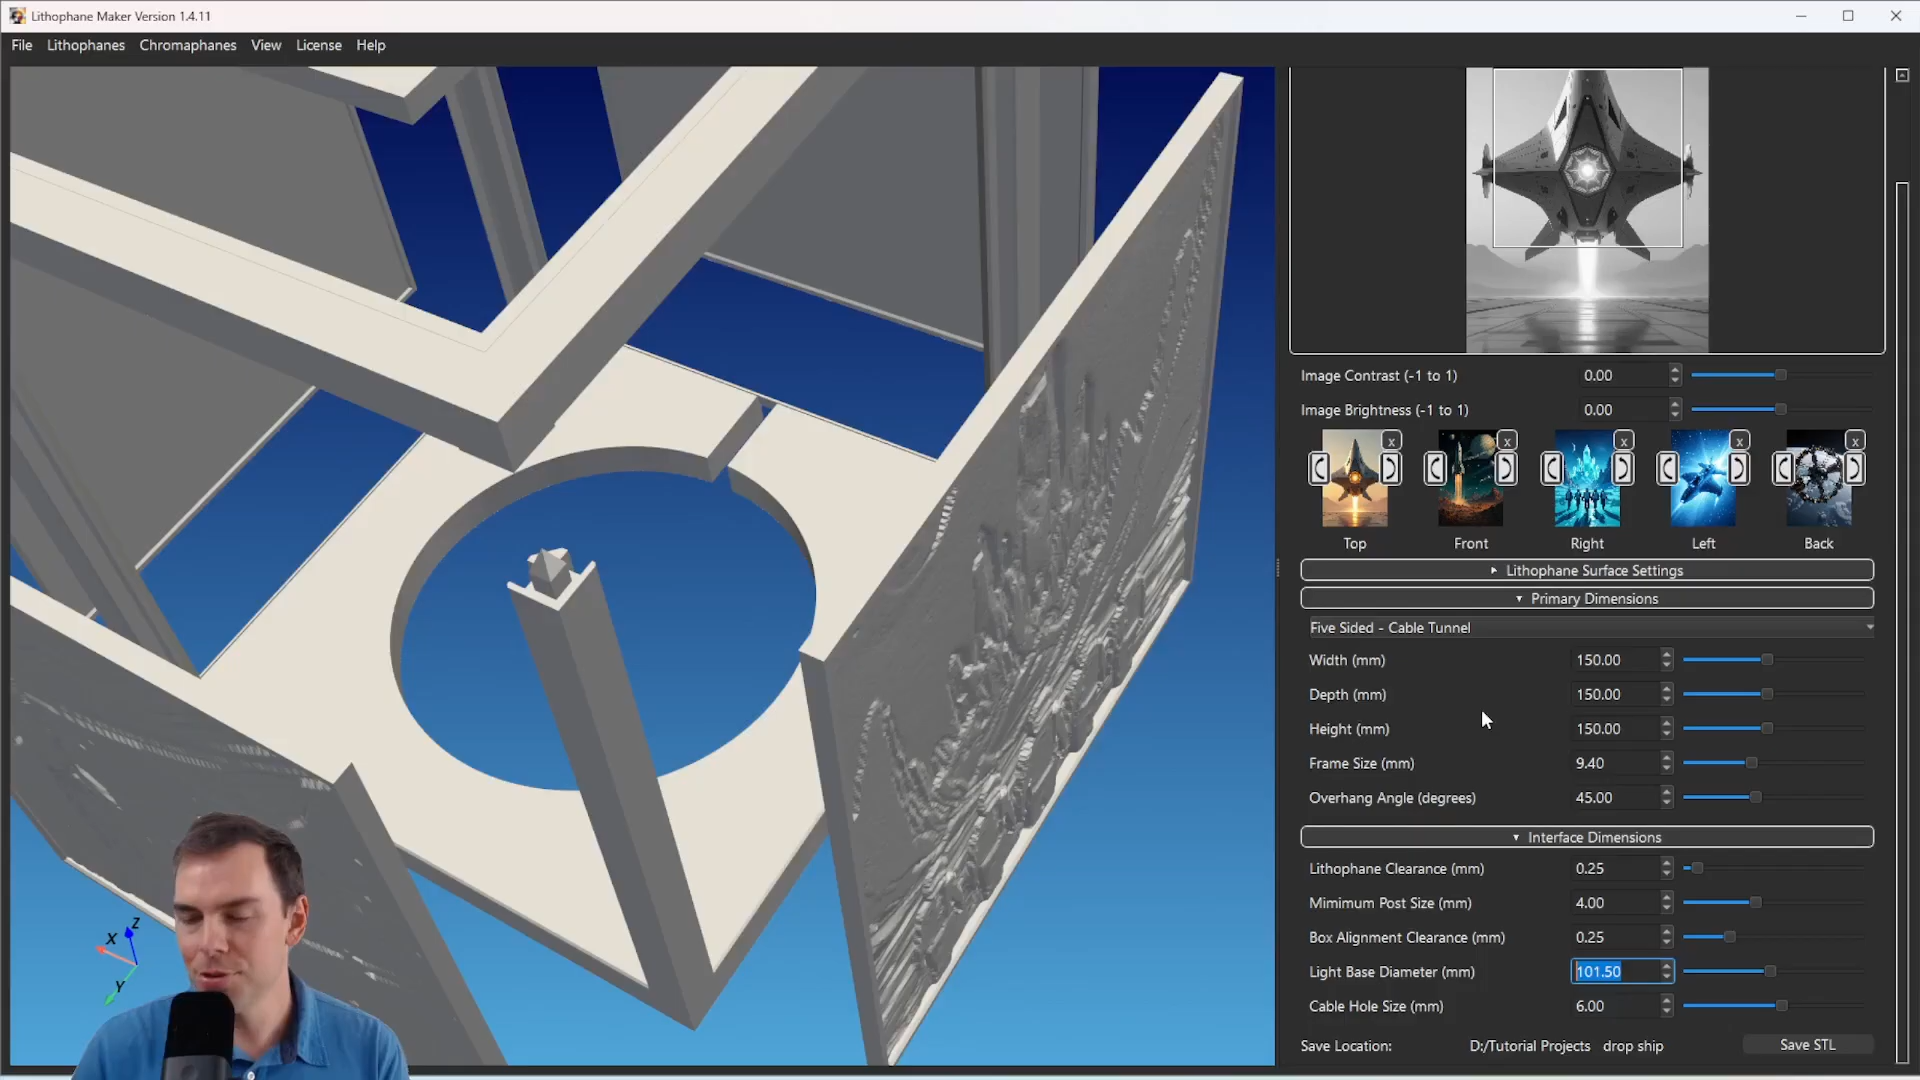 Lithophane Maker Version 1.4.11
File Lithophanes Chromaphanes View License Help
Image Contrast (-1 to 1) 0.00
Image Brightness (-1 to 1) 0.00
x x x x x
Top Front Right Left Back
Lithophane Surface Settings
Primary Dimensions
Five Sided - Cable Tunnel
Width (mm) 150.00
Depth (mm) 150.00
Height (mm) 150.00
Frame Size (mm) 9.40
Overhang Angle (degrees) 45.00
Interface Dimensions
Lithophane Clearance (mm) 0.25
Mimimum Post Size (mm) 4.00
Box Alignment Clearance (mm) 0.25
Light Base Diameter (mm) 101.50
Cable Hole Size (mm) 6.00
Save Location: D:/Tutorial Projects drop ship Save STL
Z
X
Y